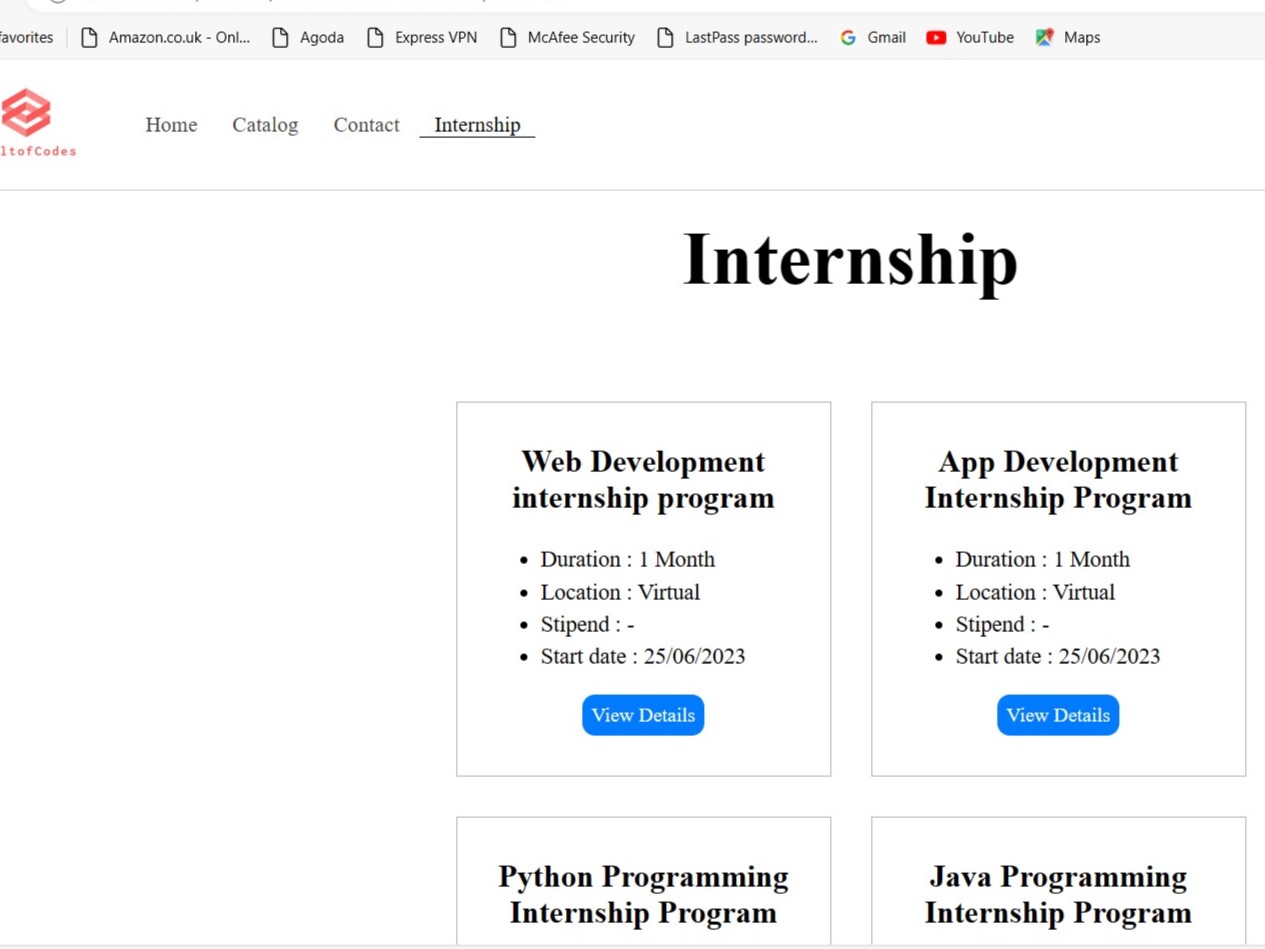 avorites Amazon.co.uk - Onl... Agoda Express VPN McAfee Security LastPass password... Gmail YouTube Maps
Home Catalog Contact Internship
ltofCodes
Internship
Web Development
internship program
Duration : 1 Month
Location : Virtual
Stipend : -
Start date : 25/06/2023
View Details
App Development
Internship Program
Duration : 1 Month
Location : Virtual
Stipend : -
Start date : 25/06/2023
View Details
Python Programming
Internship Program
Java Programming
Internship Program